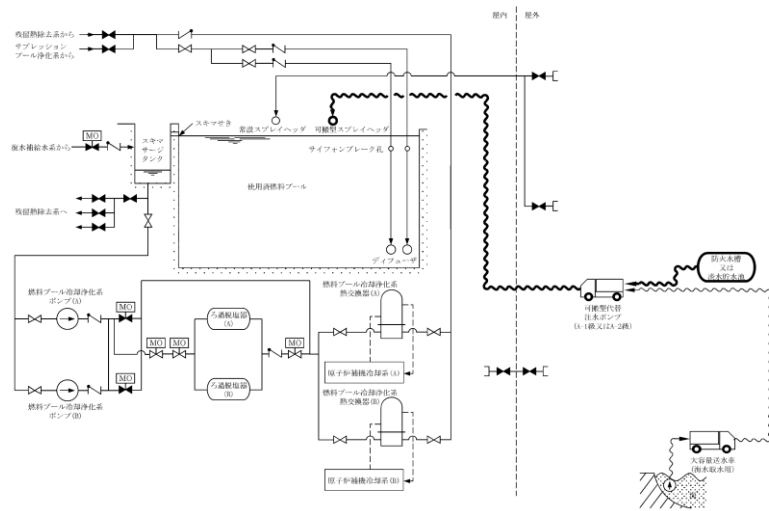 屋内
屋外
残留熱除去系から
サプレッション
プール浄化系から
スキマせき
常設スプレイヘッダ
可搬型スプレイヘッダ
MO
スキマ
サージ
タンク
復水補給水系から
サイフォンブレーク孔
使用済燃料プール
残留熱除去系へ
ディフューザ
防火水槽
又は
淡水貯水池
燃料プール冷却浄化系
熱交換器(A)
可搬型代替
注水ポンプ
(A-1級又はA-2級)
燃料プール冷却浄化系
ポンプ(A)
MO
ろ過脱塩器
(A)
MO
MO
MO
原子炉補機冷却系(A)
燃料プール冷却浄化系
熱交換器(B)
MO
ろ過脱塩器
(B)
燃料プール冷却浄化系
ポンプ(B)
大容量送水車
(海水取水用)
原子炉補機冷却系(B)